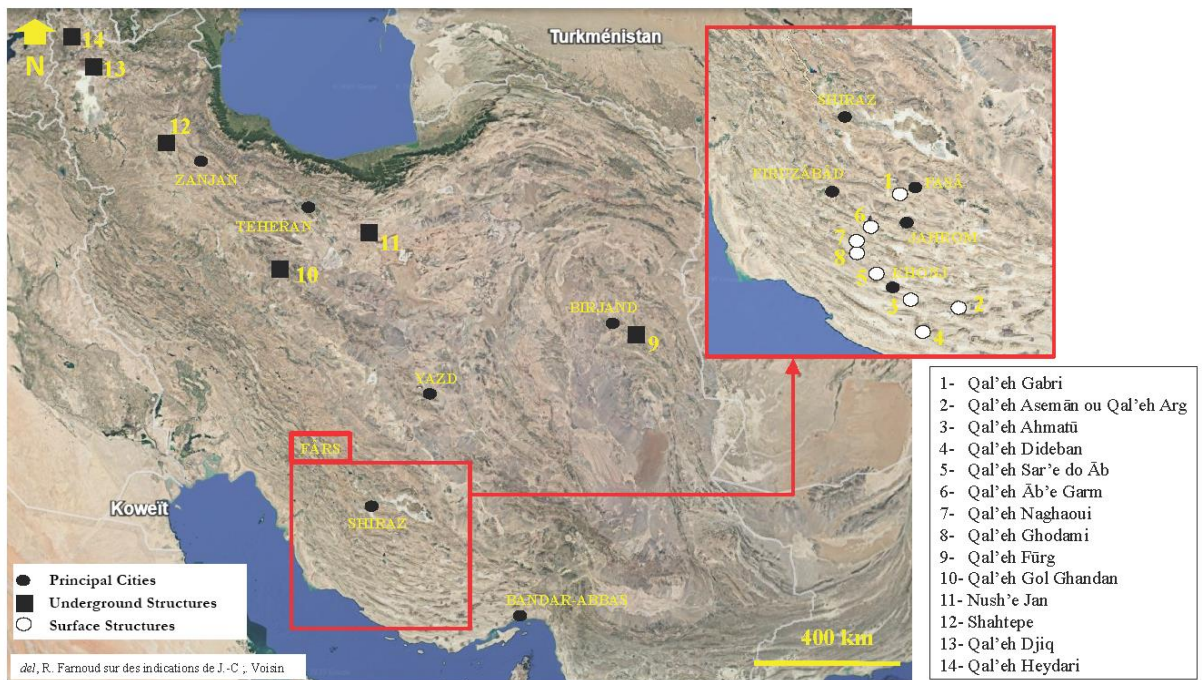 14
13
N
12
ZANJAN
TEHERAN
11
10
Turkménistan
BIRJAND
9
YAZD
FĀRS
SHIRAZ
Koweït
BANDAR-ABBAS
400 km
Principal Cities
Underground Structures
Surface Structures
del, R. Farnoud sur des indications de J.-C ;. Voisin
SHIRAZ
FIRUZĀBAD
1
FASĀ
6
JAHROM
7
8
5
3
2
4
1- Qal’eh Gabri
2- Qal’eh Asemān ou Qal’eh Arg
3- Qal’eh Ahmatū
4- Qal’eh Dideban
5- Qal’eh Sar’e do Āb
6- Qal’eh Āb’e Garm
7- Qal’eh Naghaoui
8- Qal’eh Ghodami
9- Qal’eh Fūrg
10- Qal’eh Gol Ghandan
11- Nush’e Jan
12- Shahtepe
13- Qal’eh Djiq
14- Qal’eh Heydari